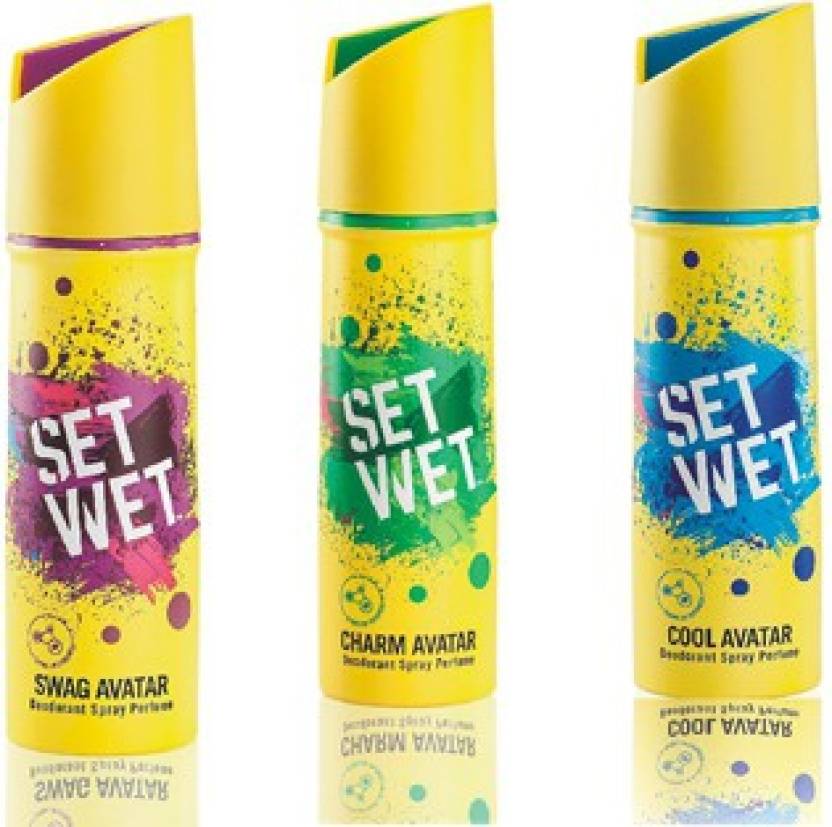 SET
WET
SWAG AVATAR
Deodorant Spray Perfume
SET
WET
CHARM AVATAR
Deodorant Spray Perfume
SET
WET
COOL AVATAR
Deodorant Spray Perfume